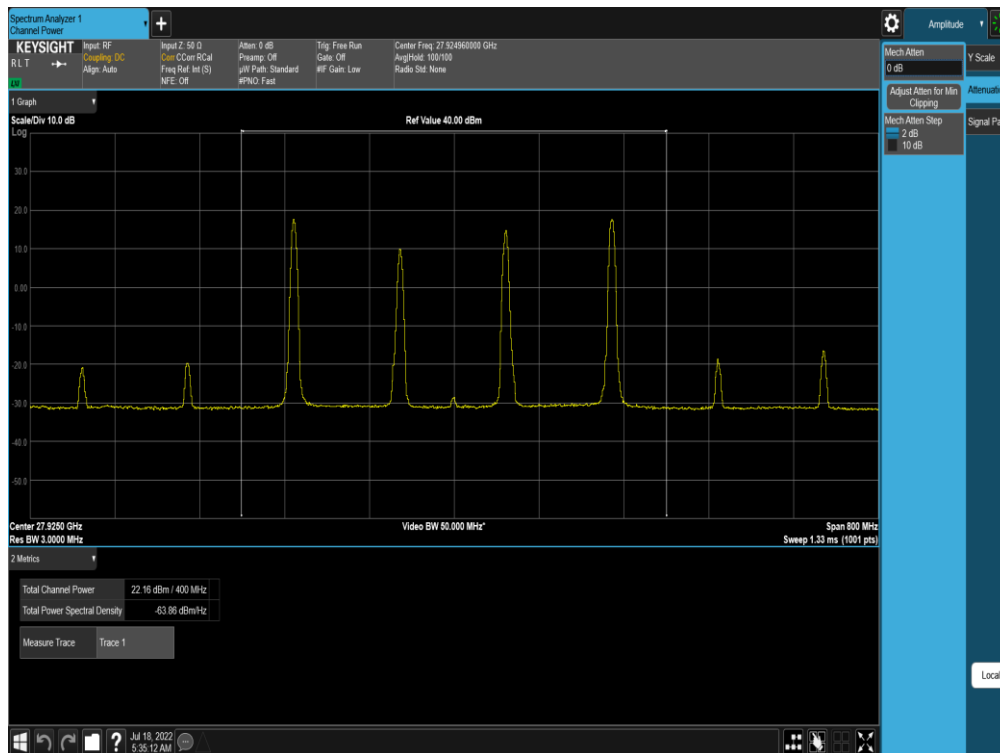 Spectrum Analyzer 1
Channel Power
+
Amplitude
KEYSIGHT
R L T
Input: RF
Coupling: DC
Align: Auto
Input Z: 50 Ω
Corr CCorr RCal
Freq Ref: Int (S)
NFE: Off
Atten: 0 dB
Preamp: Off
µW Path: Standard
#PNO: Fast
Trig: Free Run
Gate: Off
#IF Gain: Low
Center Freq: 27.924960000 GHz
Avg|Hold: 100/100
Radio Std: None
Mech Atten
0 dB
Adjust Atten for Min
Clipping
Mech Atten Step
2 dB
10 dB
Y Scale
Attenuati
Signal Pa
1 Graph
Scale/Div 10.0 dB
Ref Value 40.00 dBm
Log
30.0
20.0
10.0
0.00
-10.0
-20.0
-30.0
-40.0
-50.0
Center 27.9250 GHz
Video BW 50.000 MHz*
Span 800 MHz
Res BW 3.0000 MHz
Sweep 1.33 ms (1001 pts)
2 Metrics
Total Channel Power 22.16 dBm / 400 MHz
Total Power Spectral Density -63.86 dBm/Hz
Measure Trace Trace 1
Local
?
Jul 18, 2022
5:35:12 AM